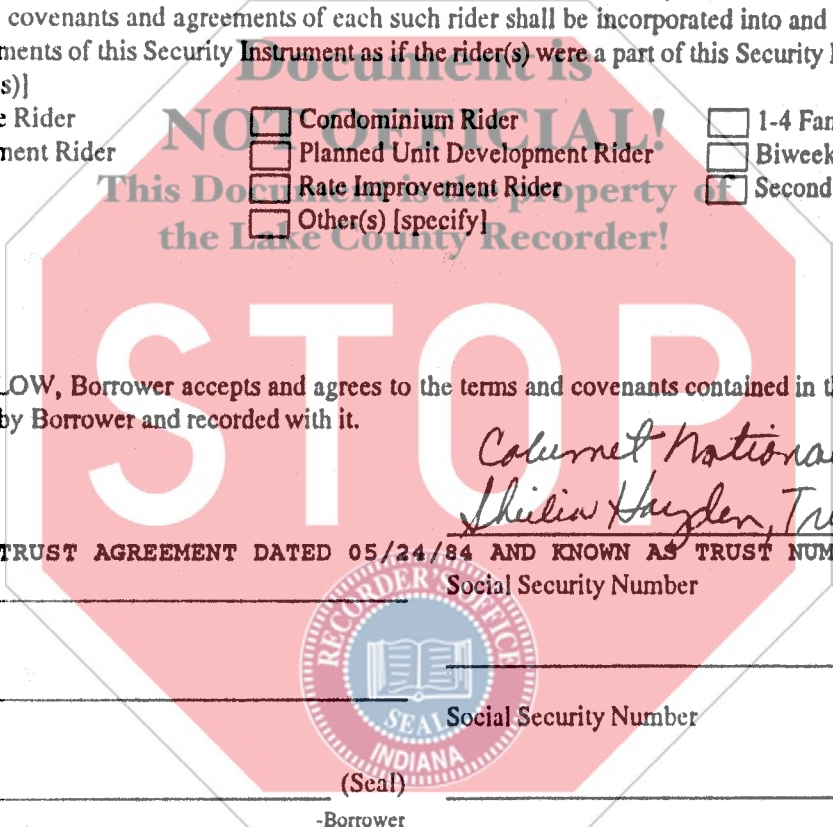 covenants and agreements of each such rider shall be incorporated into and
ments of this Security Instrument as if the rider(s) were a part of this Security I
s)]
Document is
NOT OFFICIAL!
This Document is the property of
the Lake County Recorder!
e Rider
Condominium Rider
1-4 Fam
ment Rider
Planned Unit Development Rider
Biweek
Rate Improvement Rider
Second
Other(s) [specify]
STOP
LOW, Borrower accepts and agrees to the terms and covenants contained in th
by Borrower and recorded with it.
Calumet Nationa
Shilia Hayden, Tru
TRUST AGREEMENT DATED 05/24/84 AND KNOWN AS TRUST NUM
Social Security Number
RECORDER'S OFFICE
SEAL
INDIANA
Social Security Number
(Seal)
-Borrower